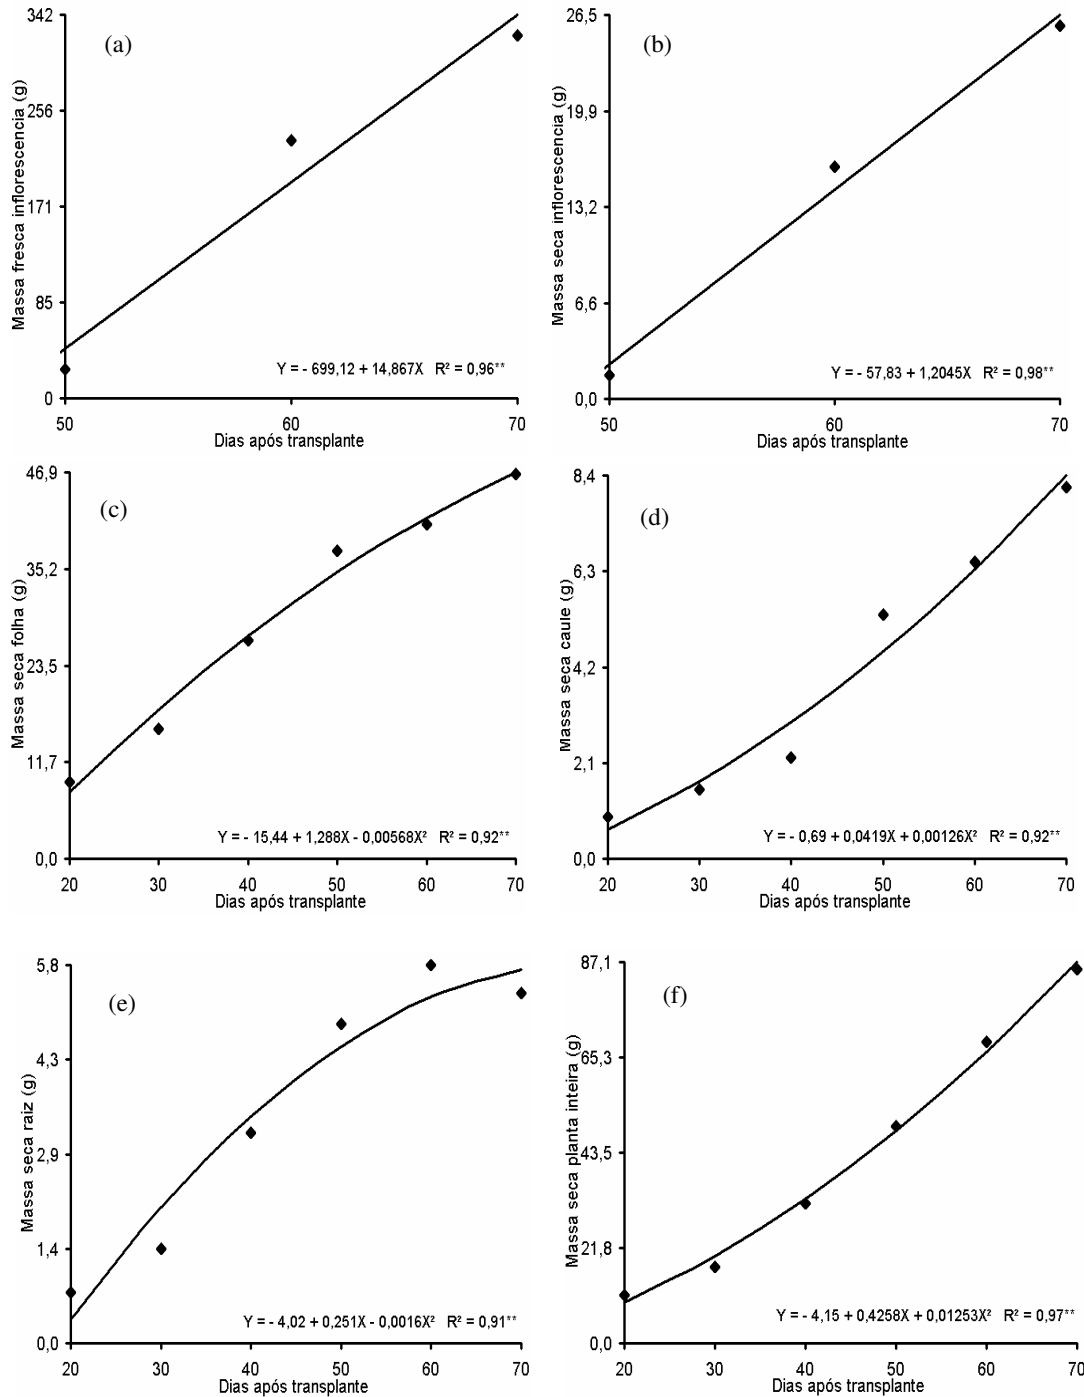 342
256
171
85
0
50
60
70
Massa fresca inflorescencia (g)
(a)
Y = - 699,12 + 14,867X R² = 0,96**
Dias após transplante
26,5
19,9
13,2
6,6
0,0
50
60
70
Massa seca inflorescência (g)
(b)
Y = - 57,83 + 1,2045X R² = 0,98**
Dias após transplante
46,9
35,2
23,5
11,7
0,0
20
30
40
50
60
70
Massa seca folha (g)
(c)
Y = - 15,44 + 1,288X - 0,00568X² R² = 0,92**
Dias após transplante
8,4
6,3
4,2
2,1
0,0
20
30
40
50
60
70
Massa seca caule (g)
(d)
Y = - 0,69 + 0,0419X + 0,00126X² R² = 0,92**
Dias após transplante
5,8
4,3
2,9
1,4
0,0
20
30
40
50
60
70
Massa seca raiz (g)
(e)
Y = - 4,02 + 0,251X - 0,0016X² R² = 0,91**
Dias após transplante
87,1
65,3
43,5
21,8
0,0
20
30
40
50
60
70
Massa seca planta inteira (g)
(f)
Y = - 4,15 + 0,4258X + 0,01253X² R² = 0,97**
Dias após transplante